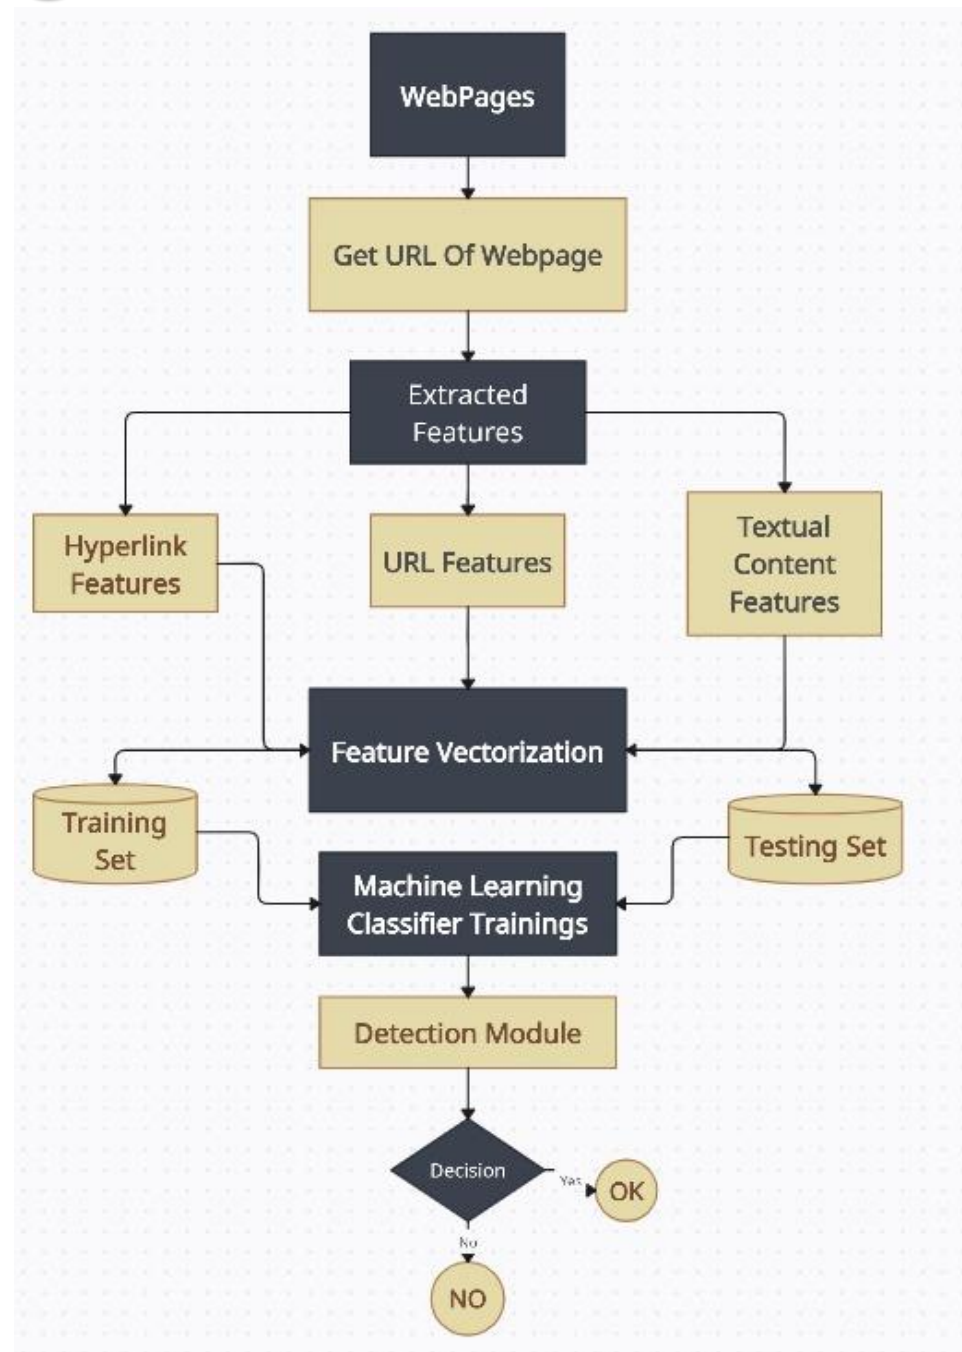 WebPages
Get URL Of Webpage
Extracted
Features
Hyperlink
Features
URL Features
Textual
Content
Features
Feature Vectorization
Training
Set
Testing Set
Machine Learning
Classifier Trainings
Detection Module
Decision
Yes
OK
No
NO